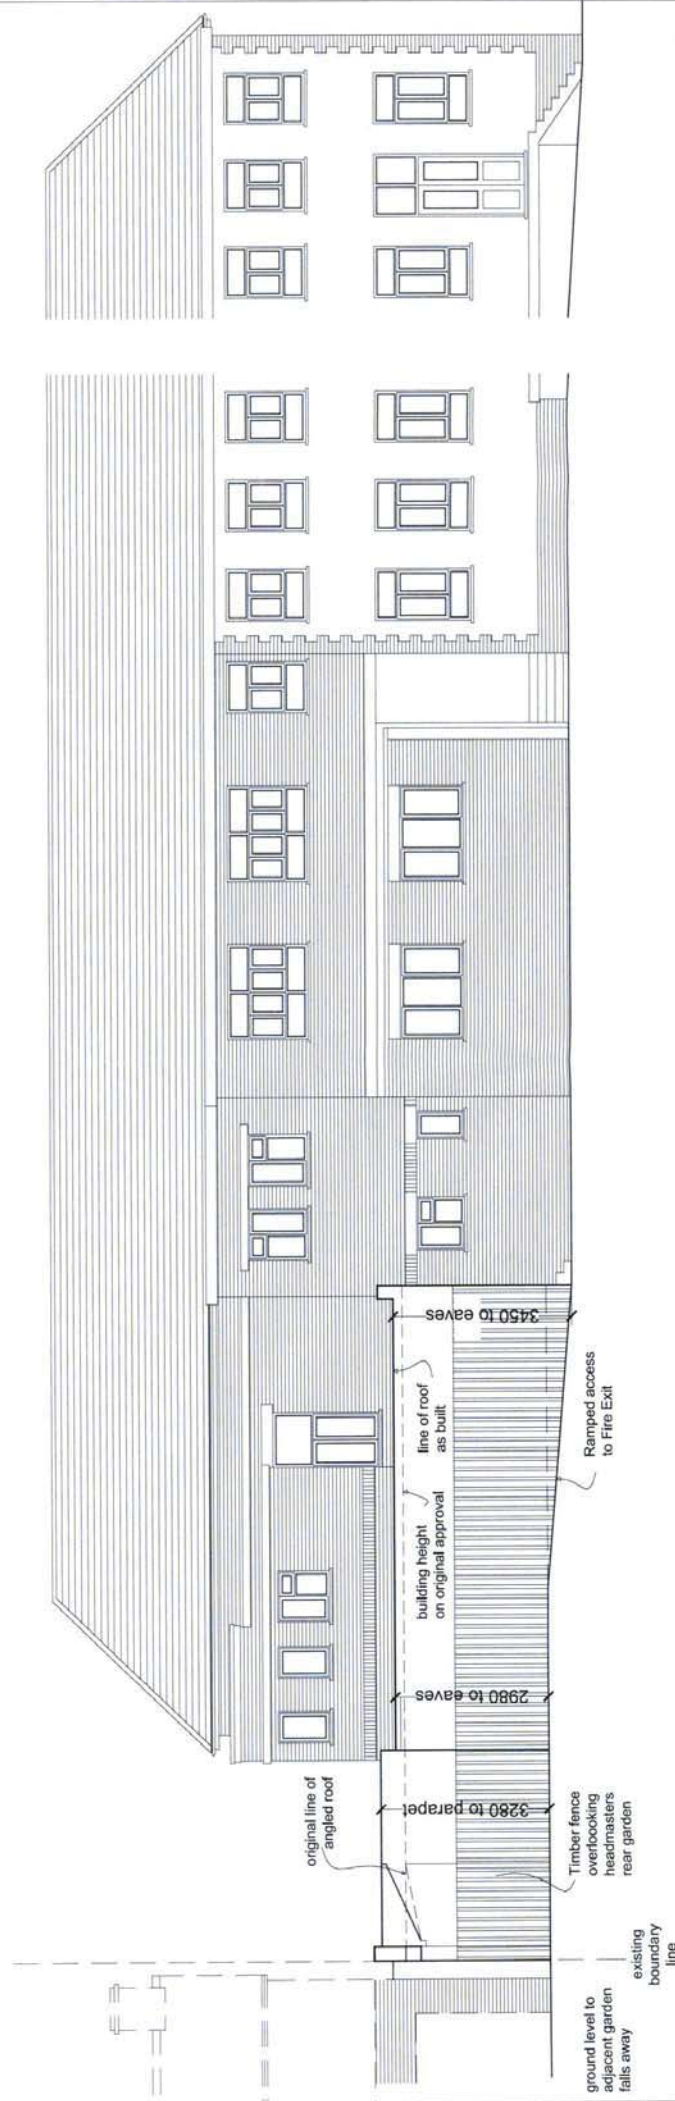 original line of
angled roof
3280 to parapet
2980 to eaves
building height
on original approval
line of roof
as built
3450 to eaves
ground level to
adjacent garden
falls away
existing
boundary
line
Timber fence
overloooking
headmasters
rear garden
Ramped access
to Fire Exit